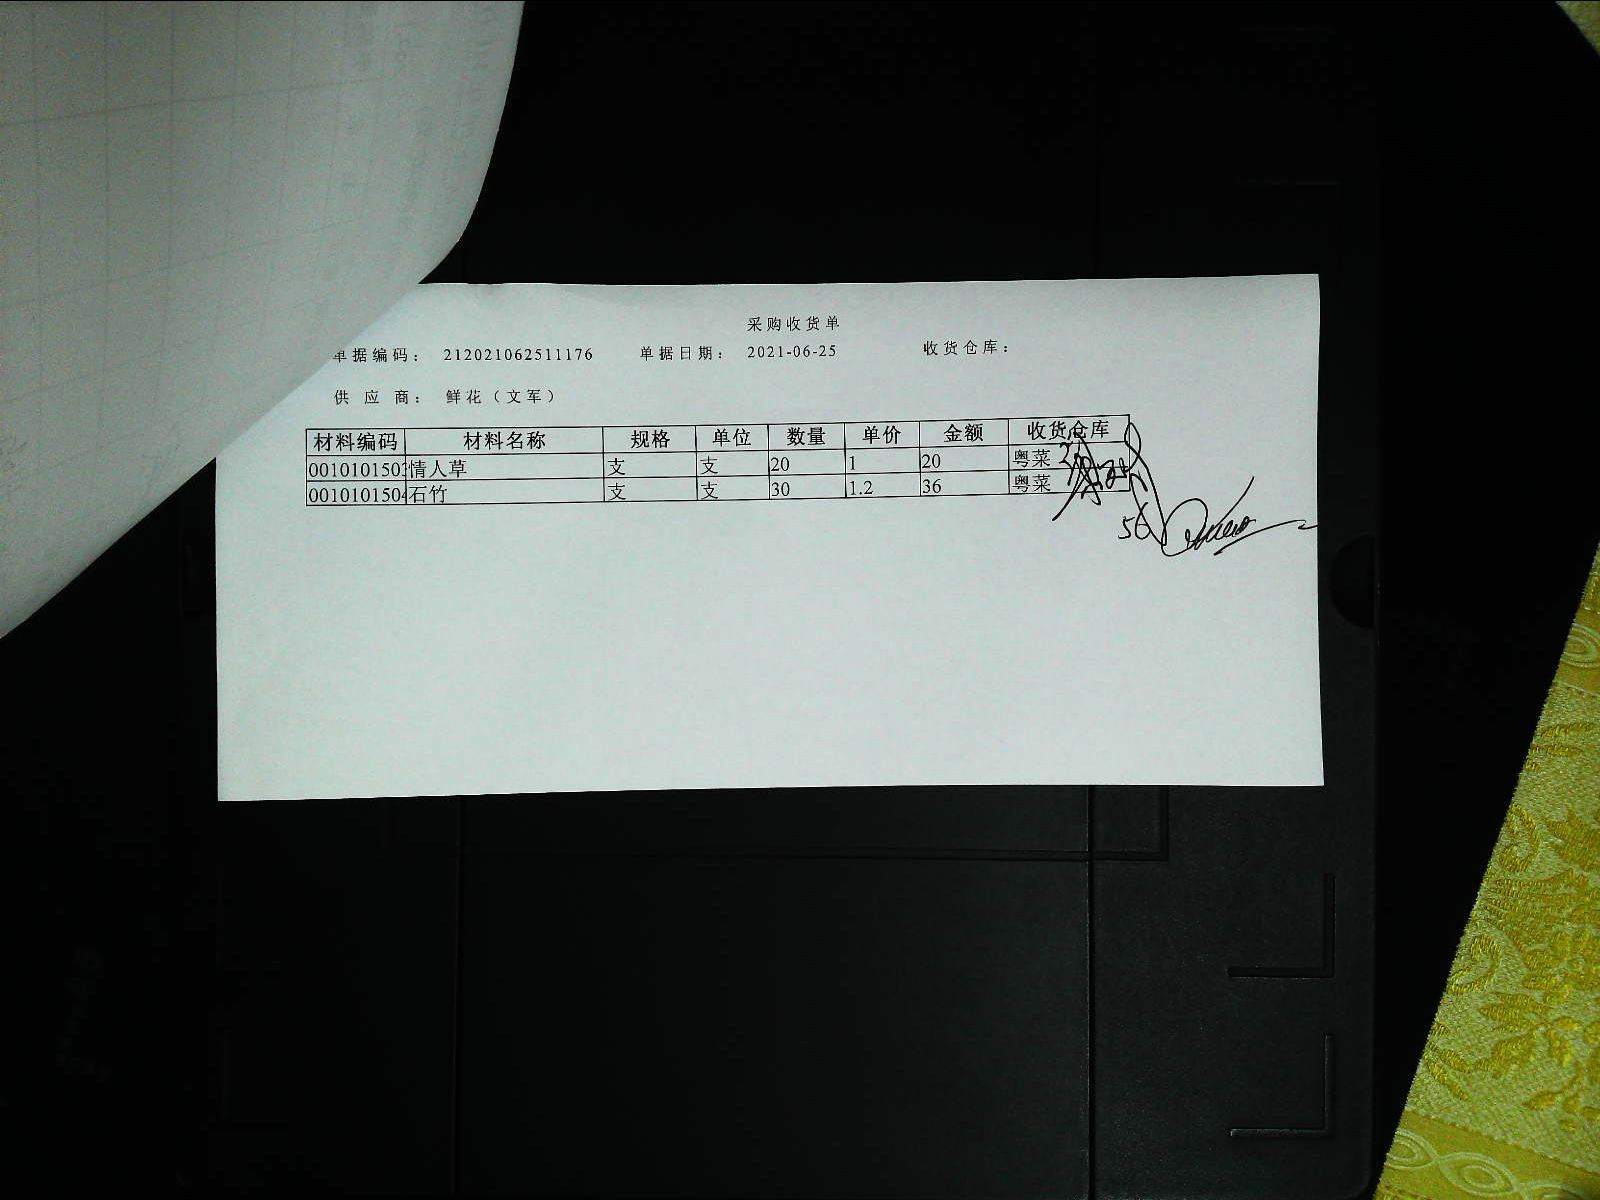 采购收货单
单据编码： 212021062511176 单据日期： 2021-06-25 收货仓库：
供 应 商： 鲜花（文军）
材料编码 材料名称 规格 单位 数量 单价 金额 收货仓库
001010150 情人草 支 支 20 1 20 粤菜
0010101504 石竹 支 支 30 1.2 36 粤菜
56